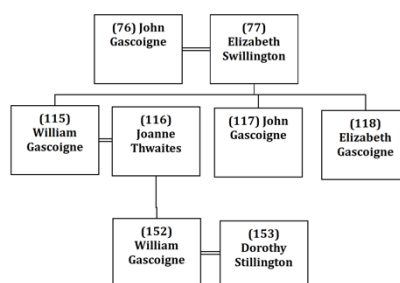 (76) John
Gascoigne
(77)
Elizabeth
Swillington
(115)
William
Gascoigne
(116)
Joanne
Thwaites
(117) John
Gascoigne
(118)
Elizabeth
Gascoigne
(152)
William
Gascoigne
(153)
Dorothy
Stillington